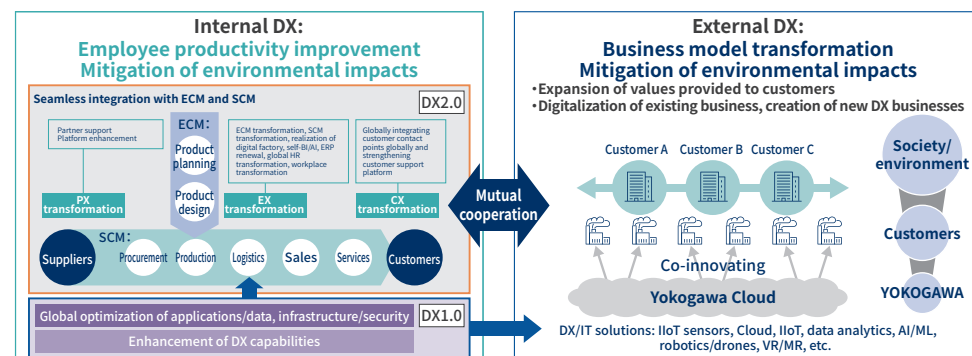 Internal DX:
Employee productivity improvement
Mitigation of environmental impacts
Seamless integration with ECM and SCM
DX2.0
Partner support
Platform enhancement
PX
transformation
ECM:
Product
planning
Product
design
ECM transformation, SCM
transformation, realization of
digital factory, self-BI/AI, ERP
renewal, global HR
transformation, workplace
transformation
EX
transformation
Globally integrating
customer contact
points globally and
strengthening
customer support
platform
CX
transformation
SCM:
Suppliers
Procurement
Production
Logistics
Sales
Services
Customers
Global optimization of applications/data, infrastructure/security
Enhancement of DX capabilities
DX1.0
Mutual
cooperation
External DX:
Business model transformation
Mitigation of environmental impacts
•Expansion of values provided to customers
•Digitalization of existing business, creation of new DX businesses
Customer A
Customer B
Customer C
Co-innovating
Yokogawa Cloud
DX/IT solutions: IIoT sensors, Cloud, IIoT, data analytics, AI/ML,
robotics/drones, VR/MR, etc.
Society/
environment
Customers
YOKOGAWA